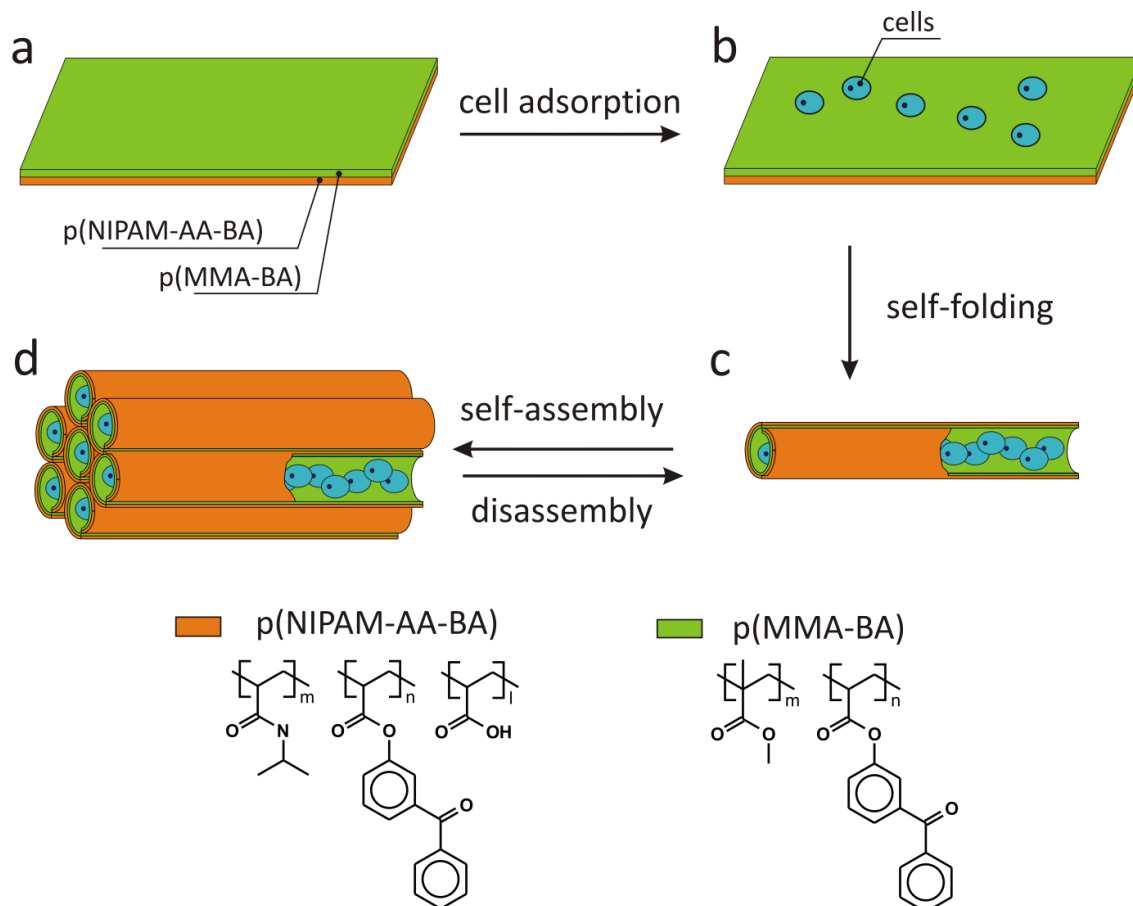 a
cell adsorption
cells
b
p(NIPAM-AA-BA)
p(MMA-BA)
self-folding
d
self-assembly
disassembly
c
p(NIPAM-AA-BA)
p(MMA-BA)
m
n
l
O
N
H
O
O
O
OH
O
m
n
O
O
O
O
O